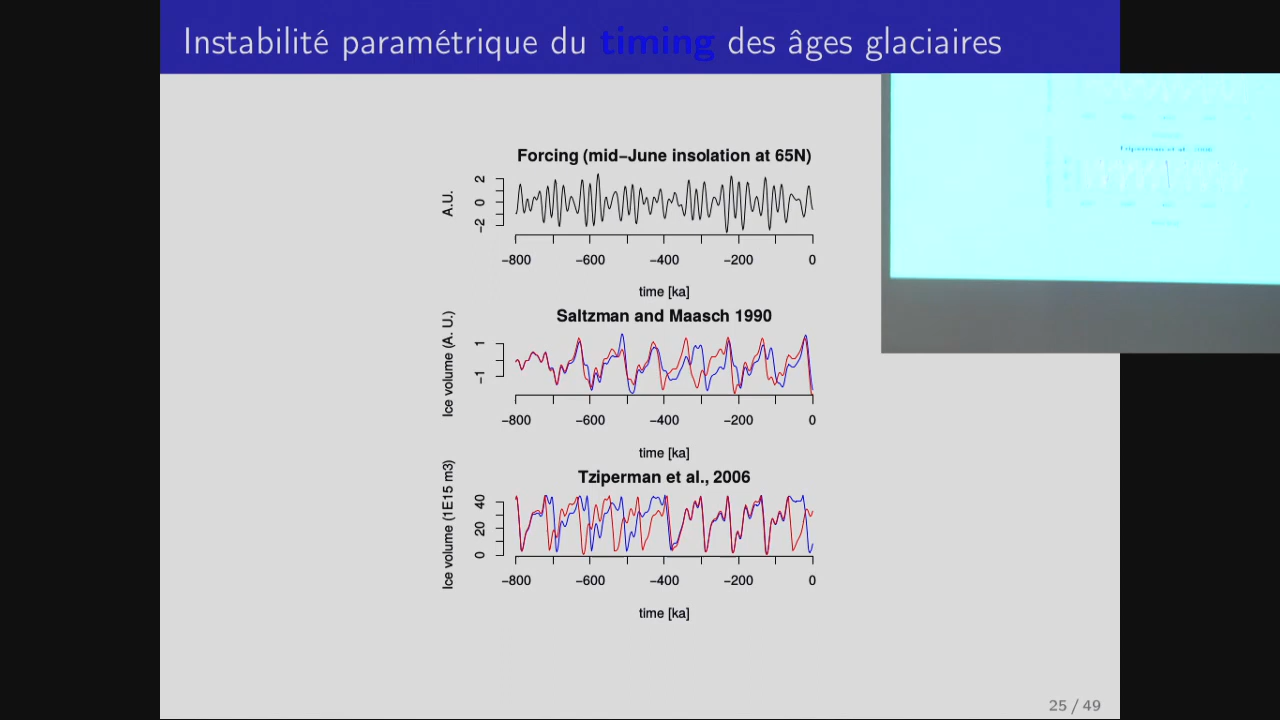 Instabilité paramétrique du timing des âges glaciaires
Forcing (mid−June insolation at 65N)
A.U.
2
0
−2
−800 −600 −400 −200 0
time [ka]
Saltzman and Maasch 1990
Ice volume (A. U.)
1
−1
−800 −600 −400 −200 0
time [ka]
Tziperman et al., 2006
Ice volume (1E15 m3)
40
20
0
−800 −600 −400 −200 0
time [ka]
25 / 49